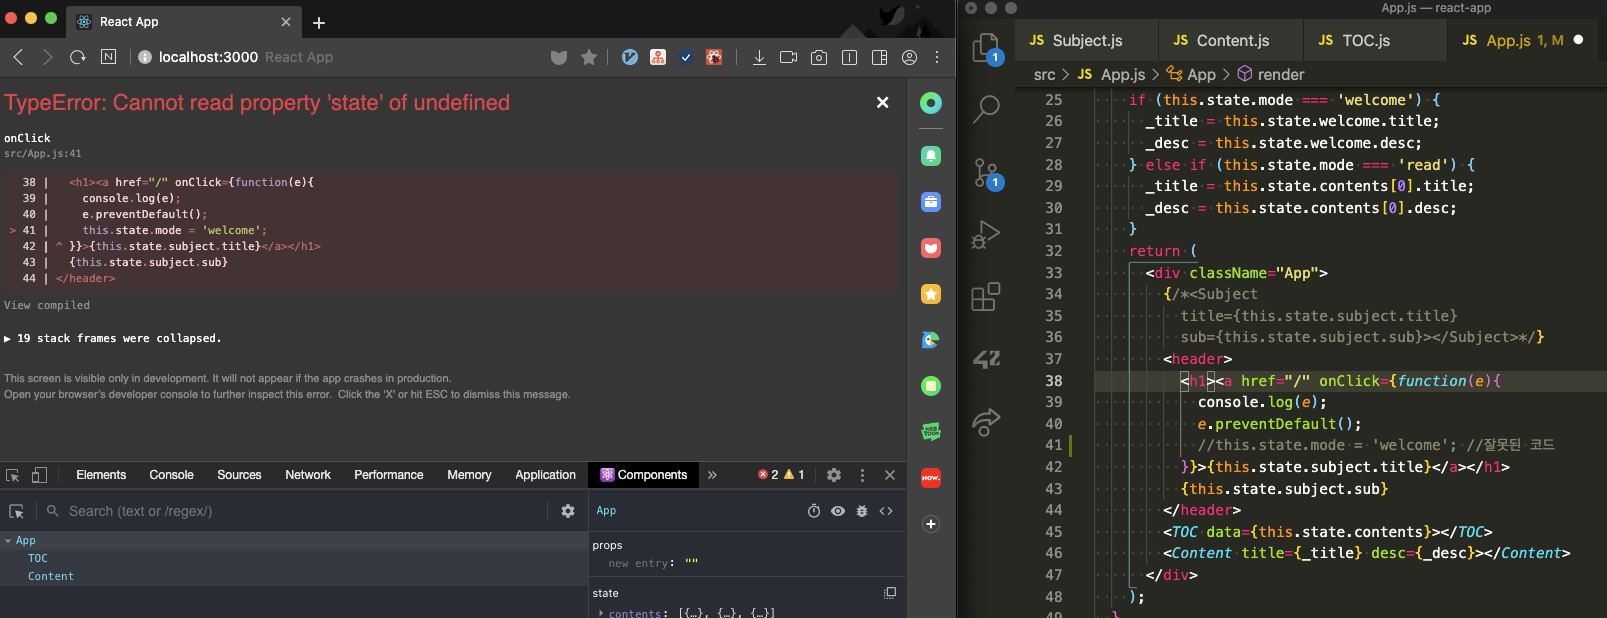 React App
localhost:3000 React App
TypeError: Cannot read property 'state' of undefined
onClick
src/App.js:41
38 | <h1><a href="/" onClick={function(e){
39 | console.log(e);
40 | e.preventDefault();
> 41 | this.state.mode = 'welcome';
42 | ^ }}>{this.state.subject.title}</a></h1>
43 | {this.state.subject.sub}
44 | </header>
View compiled
▶ 19 stack frames were collapsed.
This screen is visible only in development. It will not appear if the app crashes in production.
Open your browser's developer console to further inspect this error. Click the 'X' or hit ESC to dismiss this message.
NOW.
Elements Console Sources Network Performance Memory Application Components » 2 1
Search (text or /regex/)
App
TOC
Content
App
props
new entry: ""
state
contents: [{…}, {…}, {…}]
App.js — react-app
1
1
JS Subject.js JS Content.js JS TOC.js JS App.js 1, M
src > JS App.js > App > render
25 if (this.state.mode === 'welcome') {
26 _title = this.state.welcome.title;
27 _desc = this.state.welcome.desc;
28 } else if (this.state.mode === 'read') {
29 _title = this.state.contents[0].title;
30 _desc = this.state.contents[0].desc;
31 }
32 return (
33 <div className="App">
34 {/*<Subject
35 title={this.state.subject.title}
36 sub={this.state.subject.sub}></Subject>*/}
37 <header>
38 <h1><a href="/" onClick={function(e){
39 console.log(e);
40 e.preventDefault();
41 //this.state.mode = 'welcome'; //잘못된 코드
42 }}>{this.state.subject.title}</a></h1>
43 {this.state.subject.sub}
44 </header>
45 <TOC data={this.state.contents}></TOC>
46 <Content title={_title} desc={_desc}></Content>
47 </div>
48 );
49 }